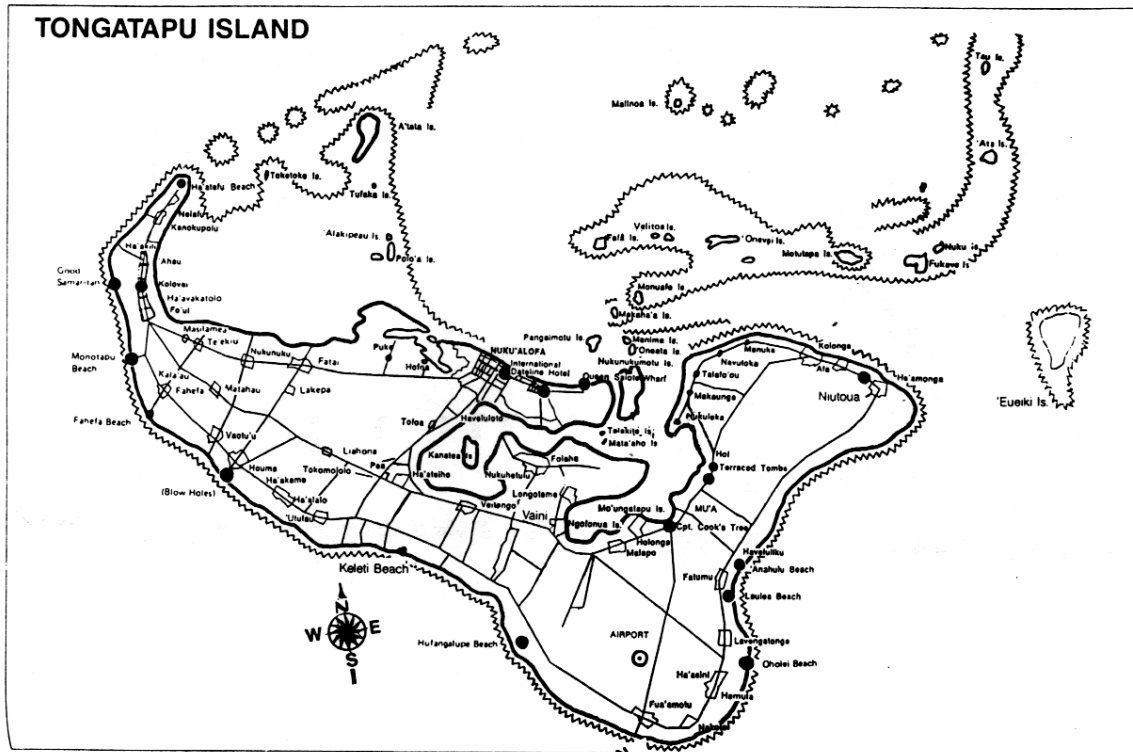 TONGATAPU ISLAND
Tau Is.
Malinoa Is.
A'tata Is.
'Ata Is.
Ha'atafu Beach
Toketoke Is.
Tufaka Is.
Kanokupolu
'Alakipeau Is.
Velitoa Is.
Fafa Is.
'Onevai Is.
Motutapu Is.
Nuku Is.
Fukave Is
Ha'akili
Ahau
Polo'a Is.
Good
Samaritan
Kolovai
Ha'avakatolo
Fo'ui
Monuafe Is.
Makaha'a Is.
Masilamea
Te'ekiu
Pangaimotu Is.
Manima Is.
Oneata Is.
Monotapu
Beach
Nukunuku
Fatai
Puke
Hofoa
NUKU'ALOFA
International
Dateline Hotel
Nukunukumotu Is.
Queen Salote Wharf
Manuka
Kolonga
Navutoka
Talafo'ou
Afa
Ha'amonga
Niutoua
'Eueiki Is.
Kala'au
Fahefa
Matahau
Lakepa
Makaunga
Nukuleka
Fahefa Beach
Tofoa
Haveluloto
Talakite Is.
Mata'aho Is.
Vaotu'u
Liahona
Kanatea Is
Folaha
Hoi
Terraced Tombs
Houma
(Blow Holes)
Tokomololo
Pea
Ha'ateiho
Nukuhetulu
Ha'akame
Ha'alalo
'Utulau
Longoteme
Veitongo
Vaini
Mo'ungatapu Is.
MU'A
Ngofonua Is.
Cpt. Cook's Tree
Holonga
Malapo
Keleti Beach
Haveluliku
'Anahulu Beach
Fatumu
Laulea Beach
N
W E
S
Hufangalupe Beach
AIRPORT
Lavengatonga
Oholei Beach
Ha'asini
Hamula
Fua'amotu
Nakolo